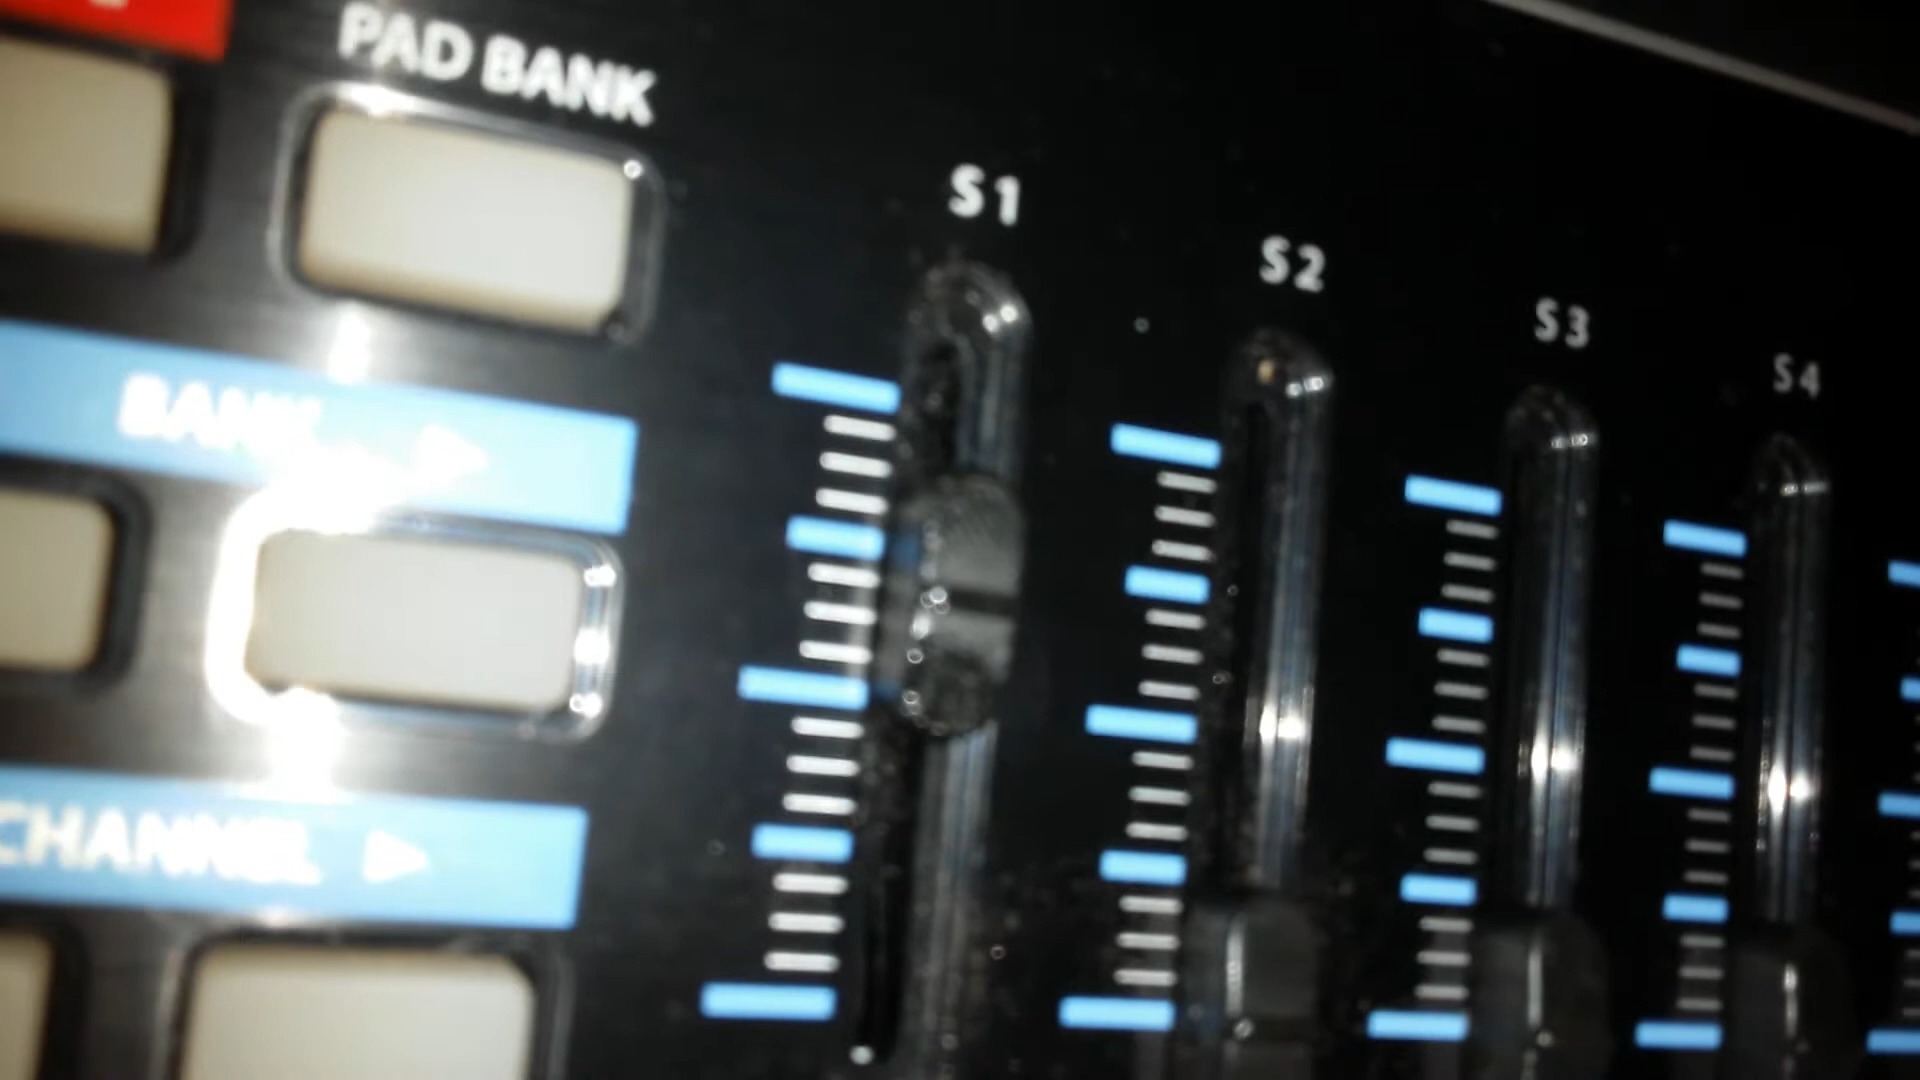 PAD BANK
S1
S2
S3
S4
BANK ▶
CHANNEL ▶